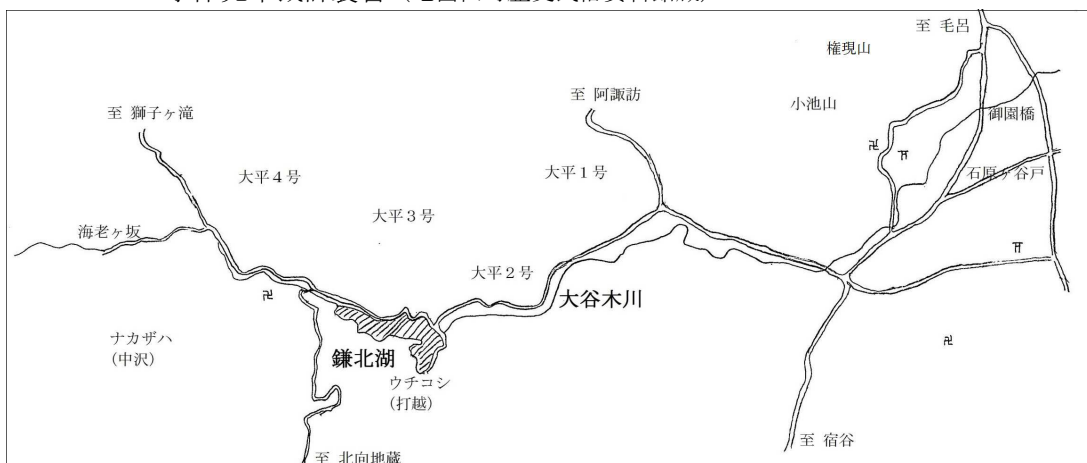 至 毛呂
権現山
至 阿諏訪
小池山
至 獅子ヶ滝
御園橋
大平4号
大平1号
石原ヶ谷戸
大平3号
海老ヶ坂
大平2号
大谷木川
ナカザハ
(中沢)
鎌北湖
ウチコシ
(打越)
至 宿谷
至 北向地蔵